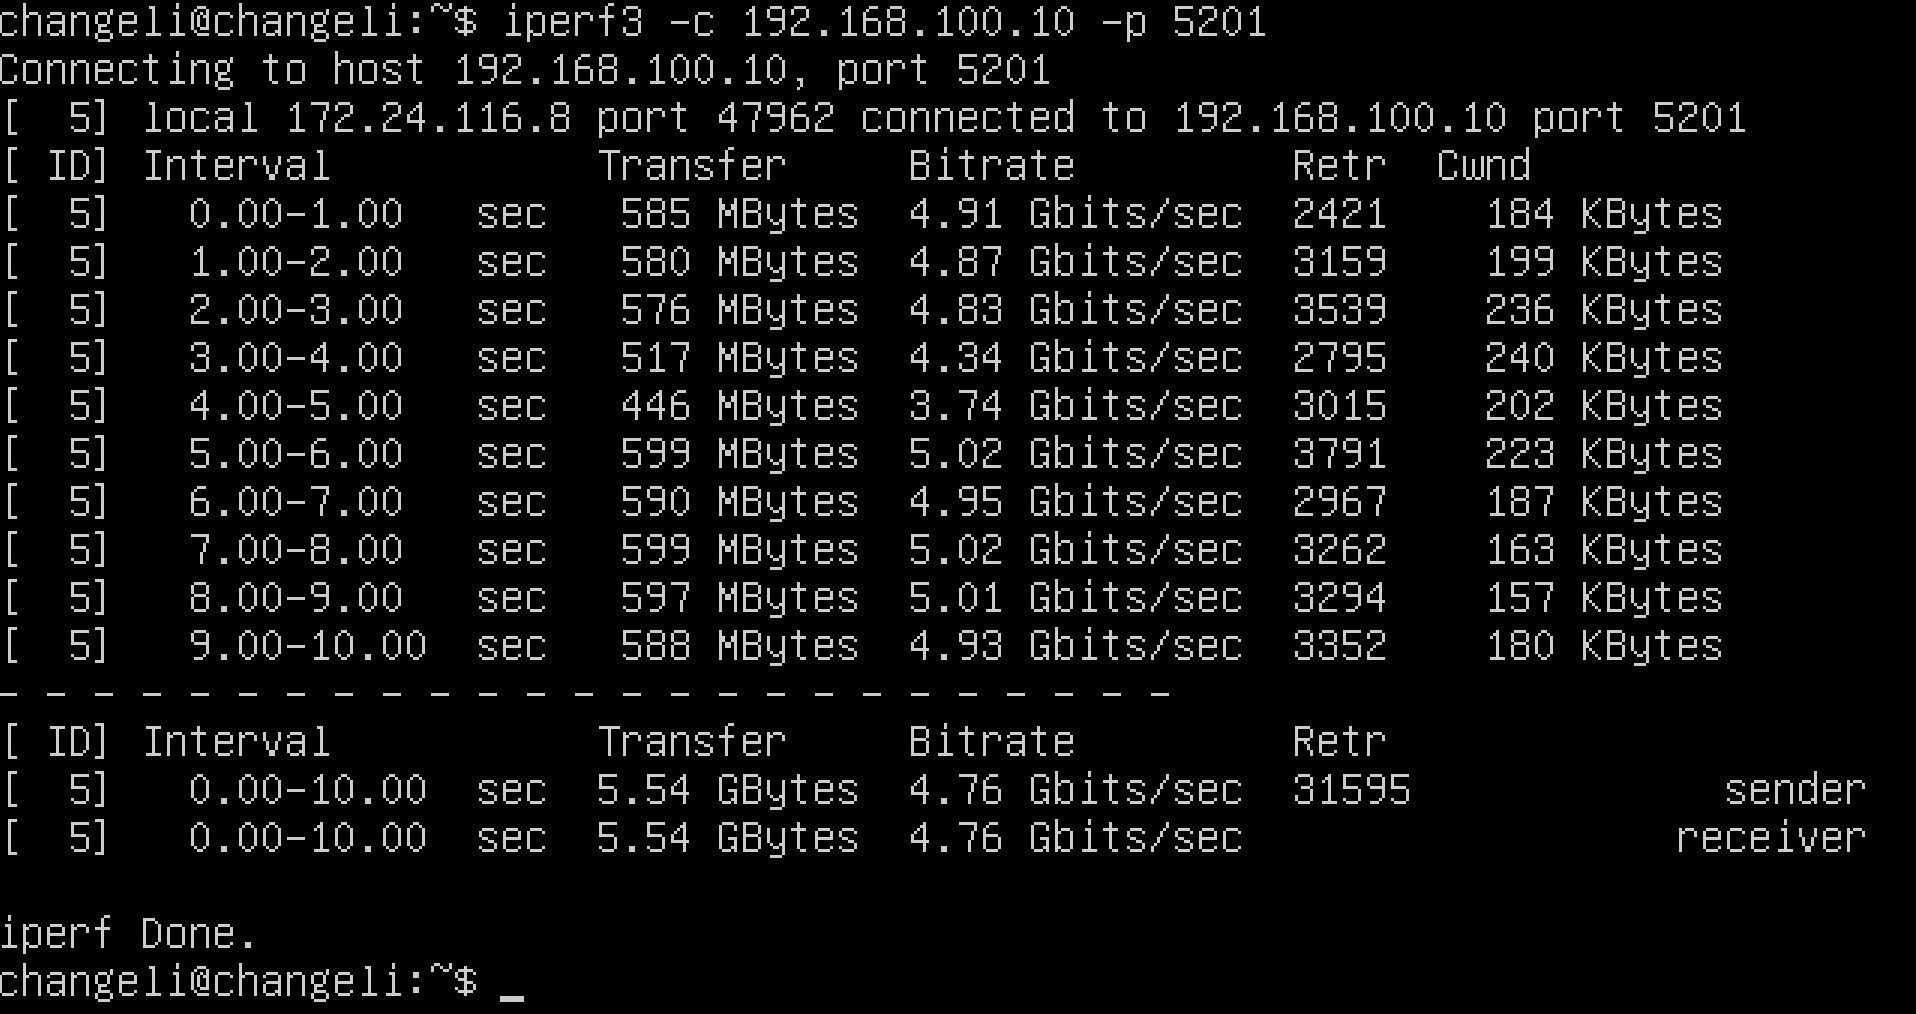 changeli@changeli:~$ iperf3 -c 192.168.100.10 -p 5201
Connecting to host 192.168.100.10, port 5201
[  5] local 172.24.116.8 port 47962 connected to 192.168.100.10 port 5201
[ ID] Interval           Transfer     Bitrate         Retr  Cwnd
[  5]   0.00-1.00   sec   585 MBytes  4.91 Gbits/sec  2421    184 KBytes
[  5]   1.00-2.00   sec   580 MBytes  4.87 Gbits/sec  3159    199 KBytes
[  5]   2.00-3.00   sec   576 MBytes  4.83 Gbits/sec  3539    236 KBytes
[  5]   3.00-4.00   sec   517 MBytes  4.34 Gbits/sec  2795    240 KBytes
[  5]   4.00-5.00   sec   446 MBytes  3.74 Gbits/sec  3015    202 KBytes
[  5]   5.00-6.00   sec   599 MBytes  5.02 Gbits/sec  3791    223 KBytes
[  5]   6.00-7.00   sec   590 MBytes  4.95 Gbits/sec  2967    187 KBytes
[  5]   7.00-8.00   sec   599 MBytes  5.02 Gbits/sec  3262    163 KBytes
[  5]   8.00-9.00   sec   597 MBytes  5.01 Gbits/sec  3294    157 KBytes
[  5]   9.00-10.00  sec   588 MBytes  4.93 Gbits/sec  3352    180 KBytes
- - - - - - - - - - - - - - - - - - - - - - - - -
[ ID] Interval           Transfer     Bitrate         Retr
[  5]   0.00-10.00  sec  5.54 GBytes  4.76 Gbits/sec  31595             sender
[  5]   0.00-10.00  sec  5.54 GBytes  4.76 Gbits/sec                  receiver
iperf Done.
changeli@changeli:~$ _